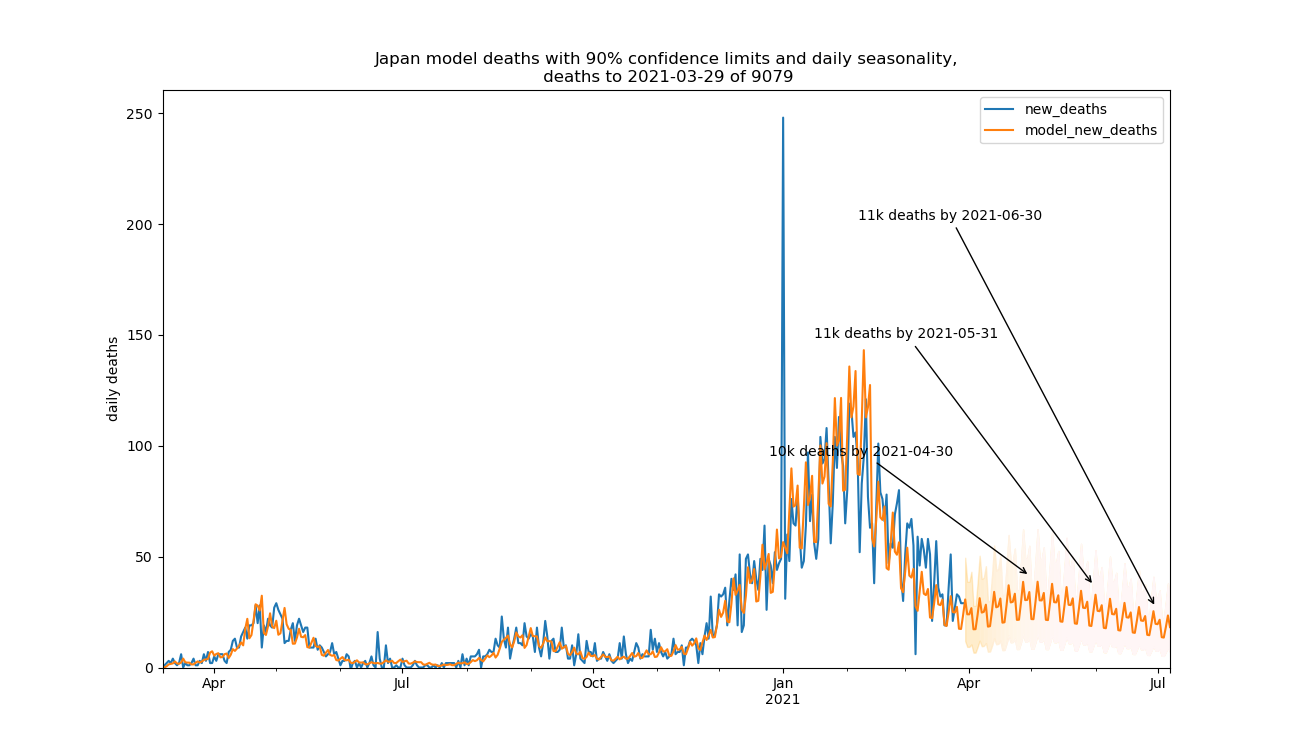 Japan model deaths with 90% confidence limits and daily seasonality,
deaths to 2021-03-29 of 9079
new_deaths
model_new_deaths
daily deaths
250
200
150
100
50
0
11k deaths by 2021-06-30
11k deaths by 2021-05-31
10k deaths by 2021-04-30
Apr
Jul
Oct
Jan
2021
Apr
Jul